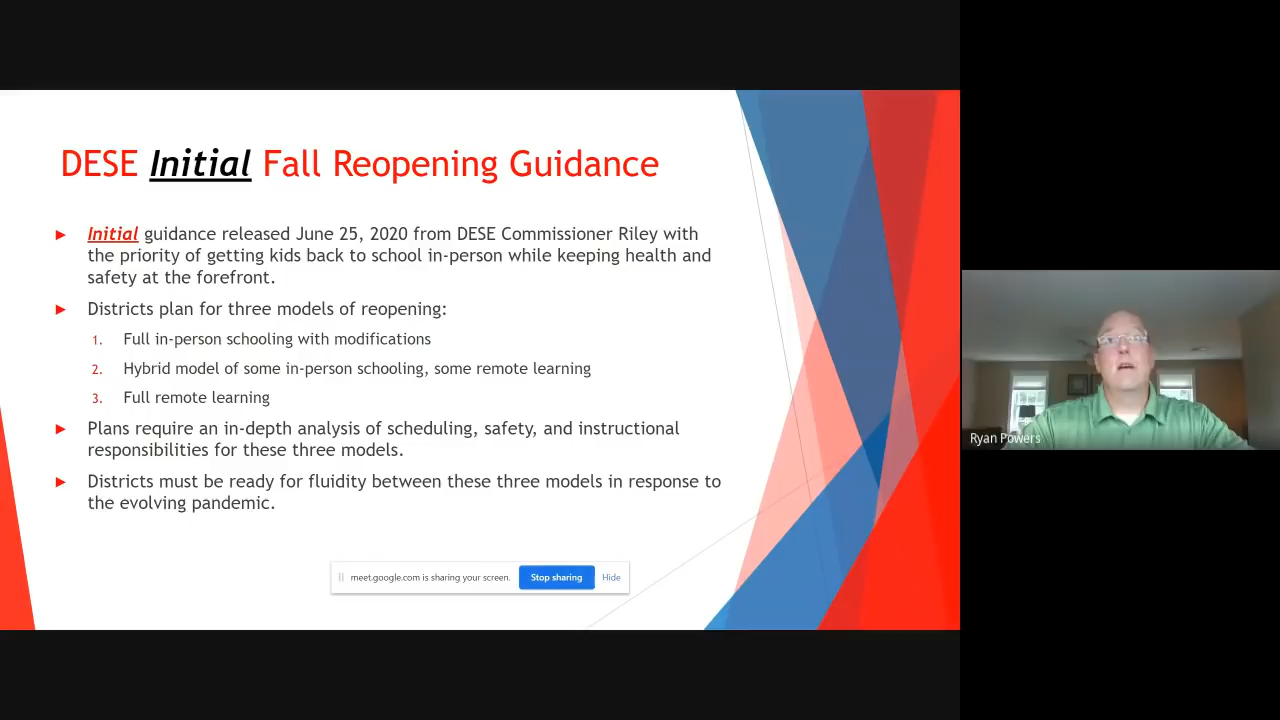 DESE Initial Fall Reopening Guidance
► Initial guidance released June 25, 2020 from DESE Commissioner Riley with
the priority of getting kids back to school in-person while keeping health and
safety at the forefront.
► Districts plan for three models of reopening:
1. Full in-person schooling with modifications
2. Hybrid model of some in-person schooling, some remote learning
3. Full remote learning
► Plans require an in-depth analysis of scheduling, safety, and instructional
responsibilities for these three models.
► Districts must be ready for fluidity between these three models in response to
the evolving pandemic.
meet.google.com is sharing your screen. Stop sharing Hide
Ryan Powers